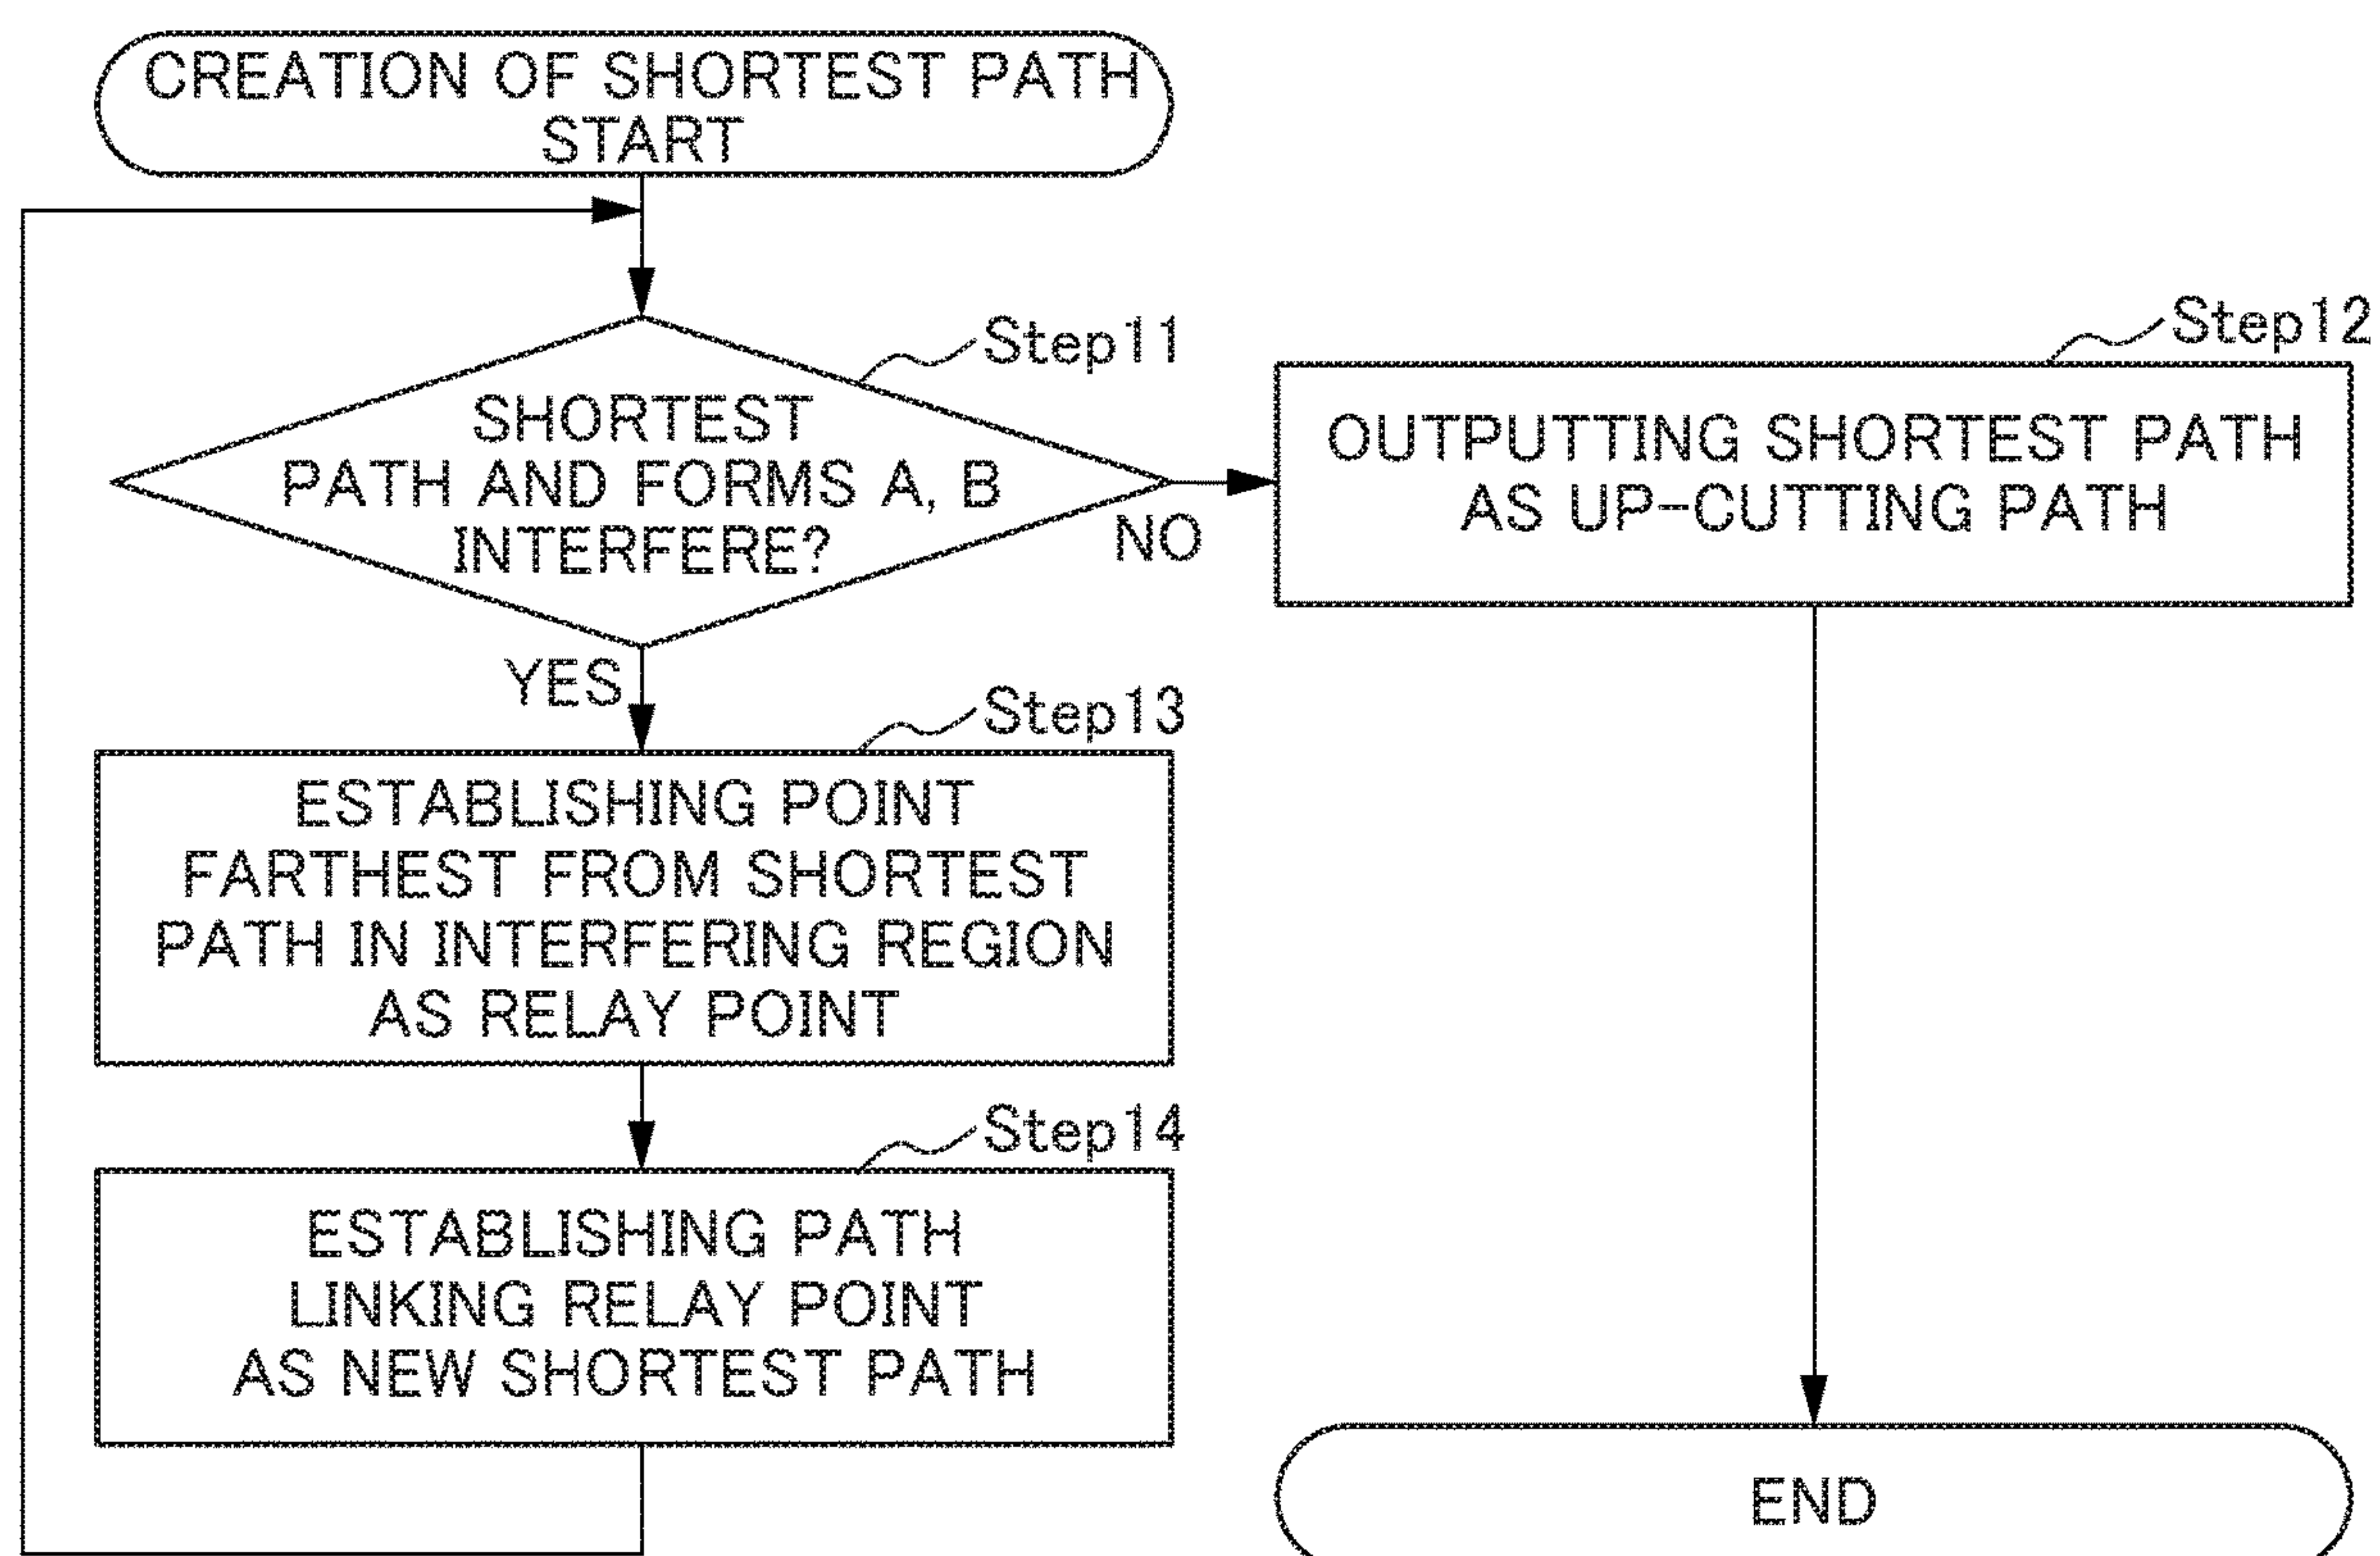 CREATION OF SHORTEST PATH
START
Step11
SHORTEST
PATH AND FORMS A, B
INTERFERE?
NO
YES
Step12
OUTPUTTING SHORTEST PATH
AS UP-CUTTING PATH
Step13
ESTABLISHING POINT
FARTHEST FROM SHORTEST
PATH IN INTERFERING REGION
AS RELAY POINT
Step14
ESTABLISHING PATH
LINKING RELAY POINT
AS NEW SHORTEST PATH
END